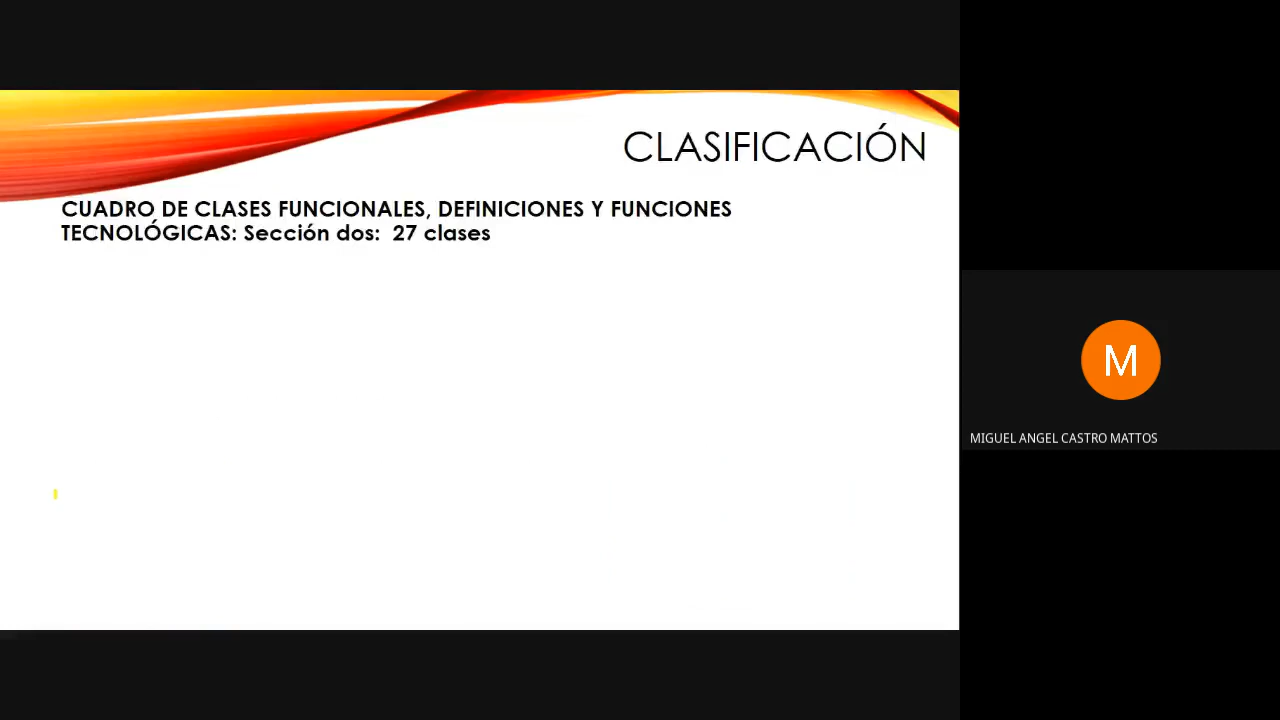 CLASIFICACIÓN
CUADRO DE CLASES FUNCIONALES, DEFINICIONES Y FUNCIONES
TECNOLÓGICAS: Sección dos: 27 clases
M
MIGUEL ANGEL CASTRO MATTOS